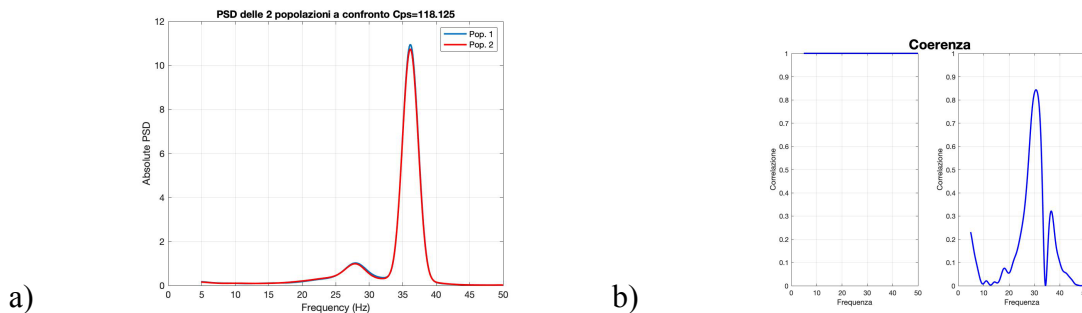 PSD delle 2 popolazioni a confronto Cps=118.125
Pop. 1
Pop. 2
Absolute PSD
12
10
8
6
4
2
0
0 5 10 15 20 25 30 35 40 45 50
Frequency (Hz)
a)
Coerenza
Correlazione
1
0.9
0.8
0.7
0.6
0.5
0.4
0.3
0.2
0.1
0
0 10 20 30 40 50
Frequenza
Correlazione
1
0.9
0.8
0.7
0.6
0.5
0.4
0.3
0.2
0.1
0
0 10 20 30 40
Frequenza
b)